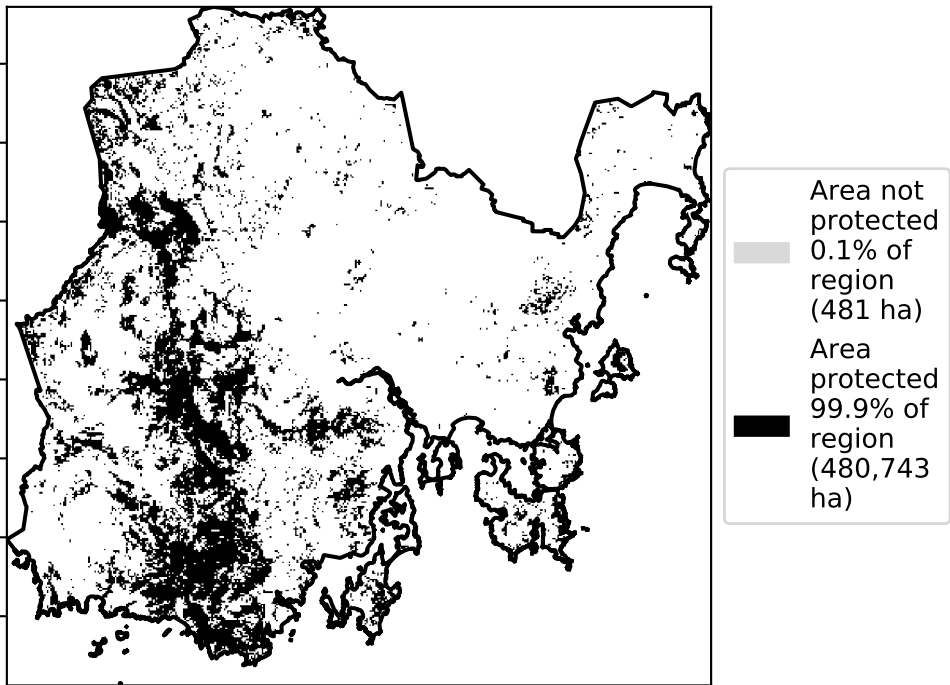 Area not
protected
0.1% of
region
(481 ha)
Area
protected
99.9% of
region
(480,743
ha)